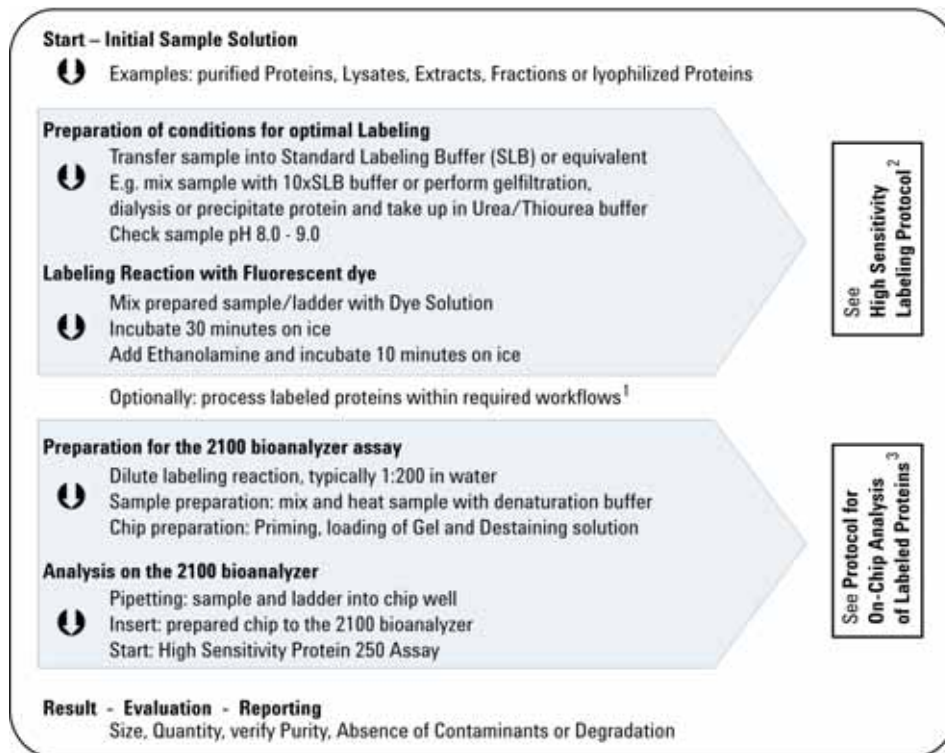 Start – Initial Sample Solution
Examples: purified Proteins, Lysates, Extracts, Fractions or lyophilized Proteins
Preparation of conditions for optimal Labeling
Transfer sample into Standard Labeling Buffer (SLB) or equivalent
E.g. mix sample with 10xSLB buffer or perform gelfiltration,
dialysis or precipitate protein and take up in Urea/Thiourea buffer
Check sample pH 8.0 - 9.0
Labeling Reaction with Fluorescent dye
Mix prepared sample/ladder with Dye Solution
Incubate 30 minutes on ice
Add Ethanolamine and incubate 10 minutes on ice
See
High Sensitivity
Labeling Protocol²
Optionally: process labeled proteins within required workflows¹
Preparation for the 2100 bioanalyzer assay
Dilute labeling reaction, typically 1:200 in water
Sample preparation: mix and heat sample with denaturation buffer
Chip preparation: Priming, loading of Gel and Destaining solution
Analysis on the 2100 bioanalyzer
Pipetting: sample and ladder into chip well
Insert: prepared chip to the 2100 bioanalyzer
Start: High Sensitivity Protein 250 Assay
See Protocol for
On-Chip Analysis
of Labeled Proteins³
Result - Evaluation - Reporting
Size, Quantity, verify Purity, Absence of Contaminants or Degradation